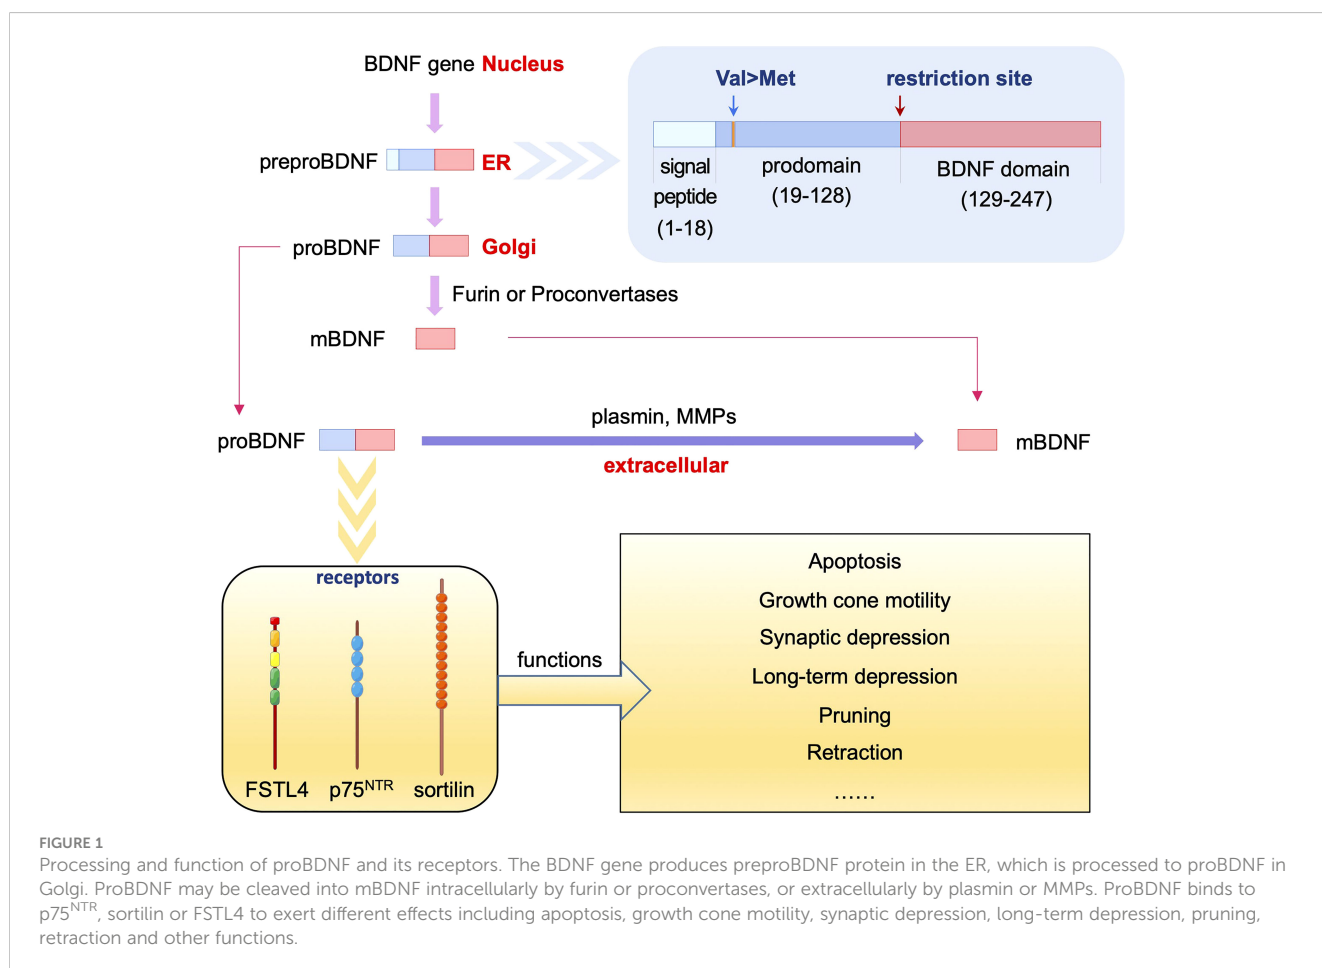 BDNF gene Nucleus
preproBDNF ER
proBDNF Golgi
Furin or Proconvertases
mBDNF
Val>Met
restriction site
signal
peptide
(1-18)
prodomain
(19-128)
BDNF domain
(129-247)
proBDNF
plasmin, MMPs
extracellular
mBDNF
receptors
FSTL4
p75NTR
sortilin
functions
Apoptosis
Growth cone motility
Synaptic depression
Long-term depression
Pruning
Retraction
......
FIGURE 1
Processing and function of proBDNF and its receptors. The BDNF gene produces preproBDNF protein in the ER, which is processed to proBDNF in
Golgi. ProBDNF may be cleaved into mBDNF intracellularly by furin or proconvertases, or extracellularly by plasmin or MMPs. ProBDNF binds to
p75NTR, sortilin or FSTL4 to exert different effects including apoptosis, growth cone motility, synaptic depression, long-term depression, pruning,
retraction and other functions.